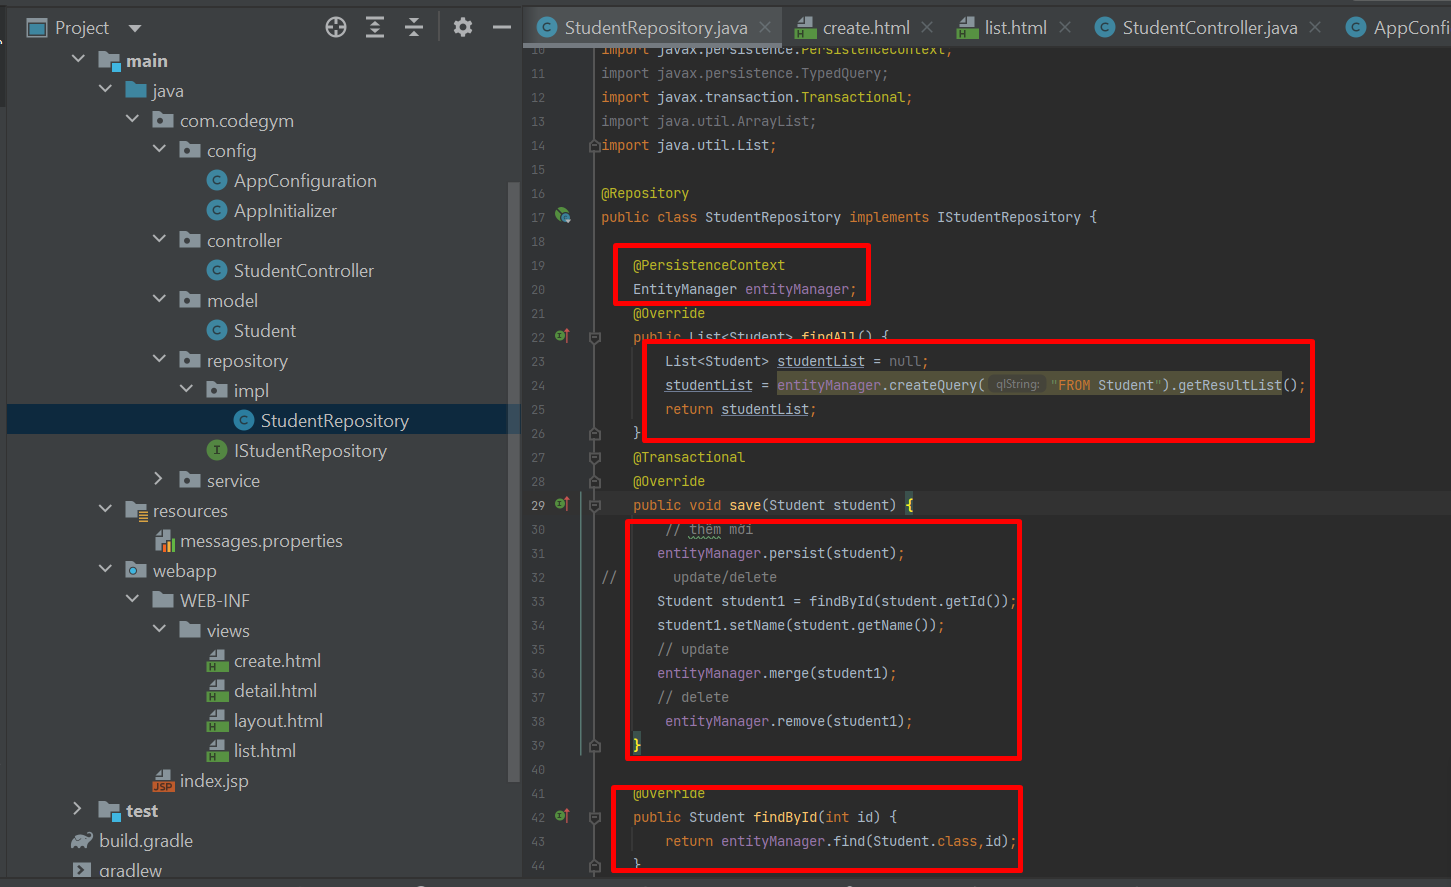 Project
main
java
com.codegym
config
AppConfiguration
AppInitializer
controller
StudentController
model
Student
repository
impl
StudentRepository
IStudentRepository
service
resources
messages.properties
webapp
WEB-INF
views
create.html
detail.html
layout.html
list.html
index.jsp
test
build.gradle
gradlew
StudentRepository.java create.html list.html StudentController.java AppConfi
10 import javax.persistence.PersistenceContext;
11 import javax.persistence.TypedQuery;
12 import javax.transaction.Transactional;
13 import java.util.ArrayList;
14 import java.util.List;
15
16 @Repository
17 public class StudentRepository implements IStudentRepository {
18
19 @PersistenceContext
20 EntityManager entityManager;
21 @Override
22 public List<Student> findAll() {
23 List<Student> studentList = null;
24 studentList = entityManager.createQuery( qlString: "FROM Student").getResultList();
25 return studentList;
26 }
27 @Transactional
28 @Override
29 public void save(Student student) {
30 // thêm mới
31 entityManager.persist(student);
32 // update/delete
33 Student student1 = findById(student.getId());
34 student1.setName(student.getName());
35 // update
36 entityManager.merge(student1);
37 // delete
38 entityManager.remove(student1);
39 }
40
41 @Override
42 public Student findById(int id) {
43 return entityManager.find(Student.class,id);
44 }